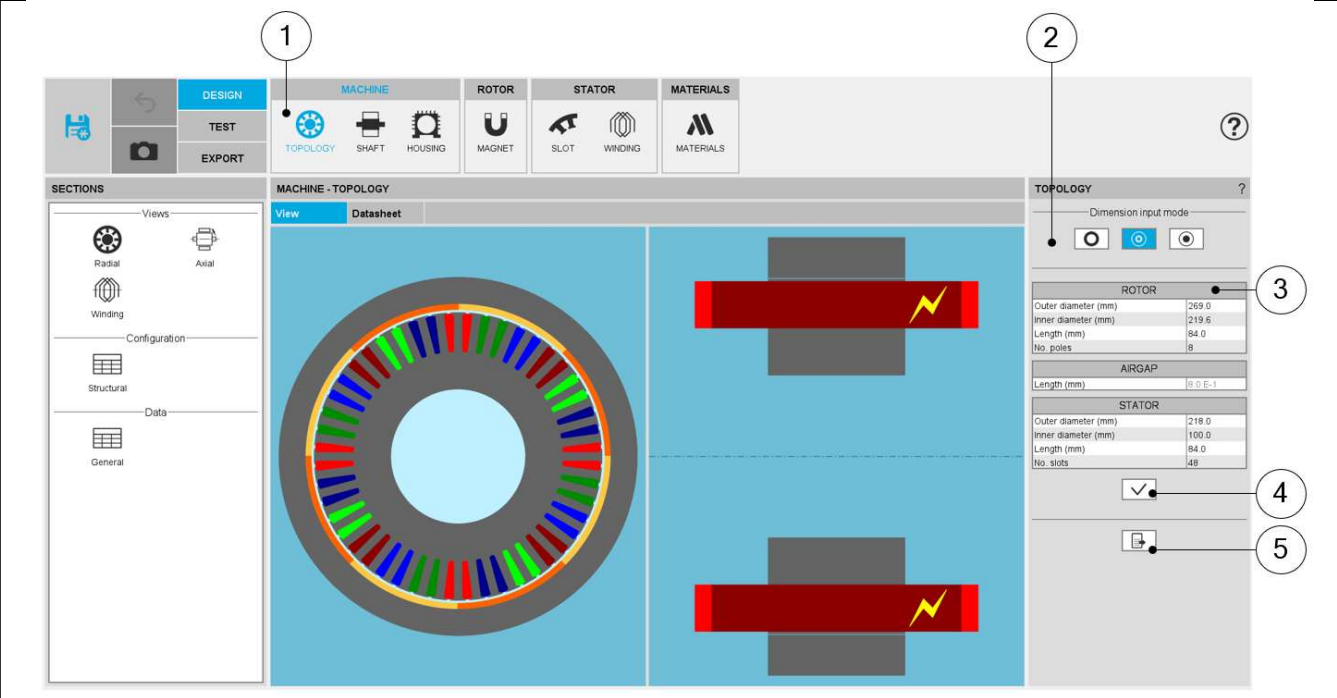 1
2
DESIGN
TEST
EXPORT
MACHINE
TOPOLOGY
SHAFT
HOUSING
ROTOR
MAGNET
STATOR
SLOT
WINDING
MATERIALS
MATERIALS
?
SECTIONS
Views
Radial
Axial
Winding
Configuration
Structural
Data
General
MACHINE - TOPOLOGY
View
Datasheet
TOPOLOGY ?
Dimension input mode
3
ROTOR
Outer diameter (mm) 269.0
Inner diameter (mm) 219.6
Length (mm) 84.0
No. poles 8
AIRGAP
Length (mm) 8.0 E-1
STATOR
Outer diameter (mm) 218.0
Inner diameter (mm) 100.0
Length (mm) 84.0
No. slots 48
4
5